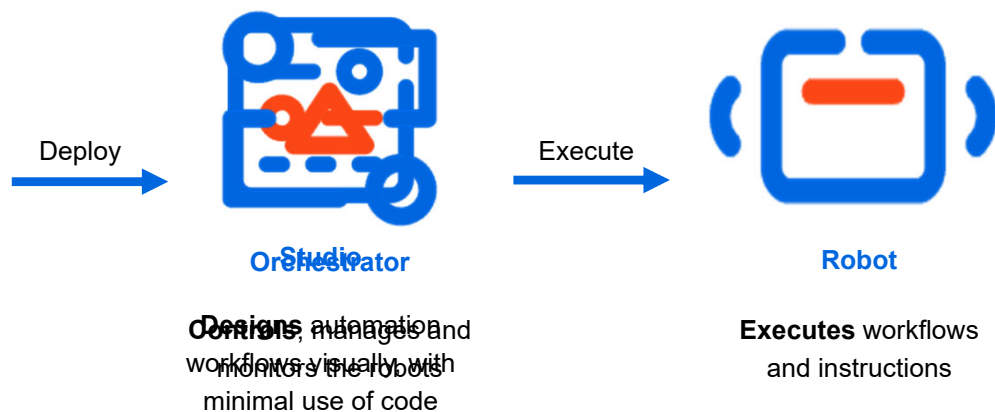 Deploy
Execute
Studio
Orchestrator
Robot
Designs automation
workflows visually, with
minimal use of code
Controls, manages and
monitors the robots
Executes workflows
and instructions